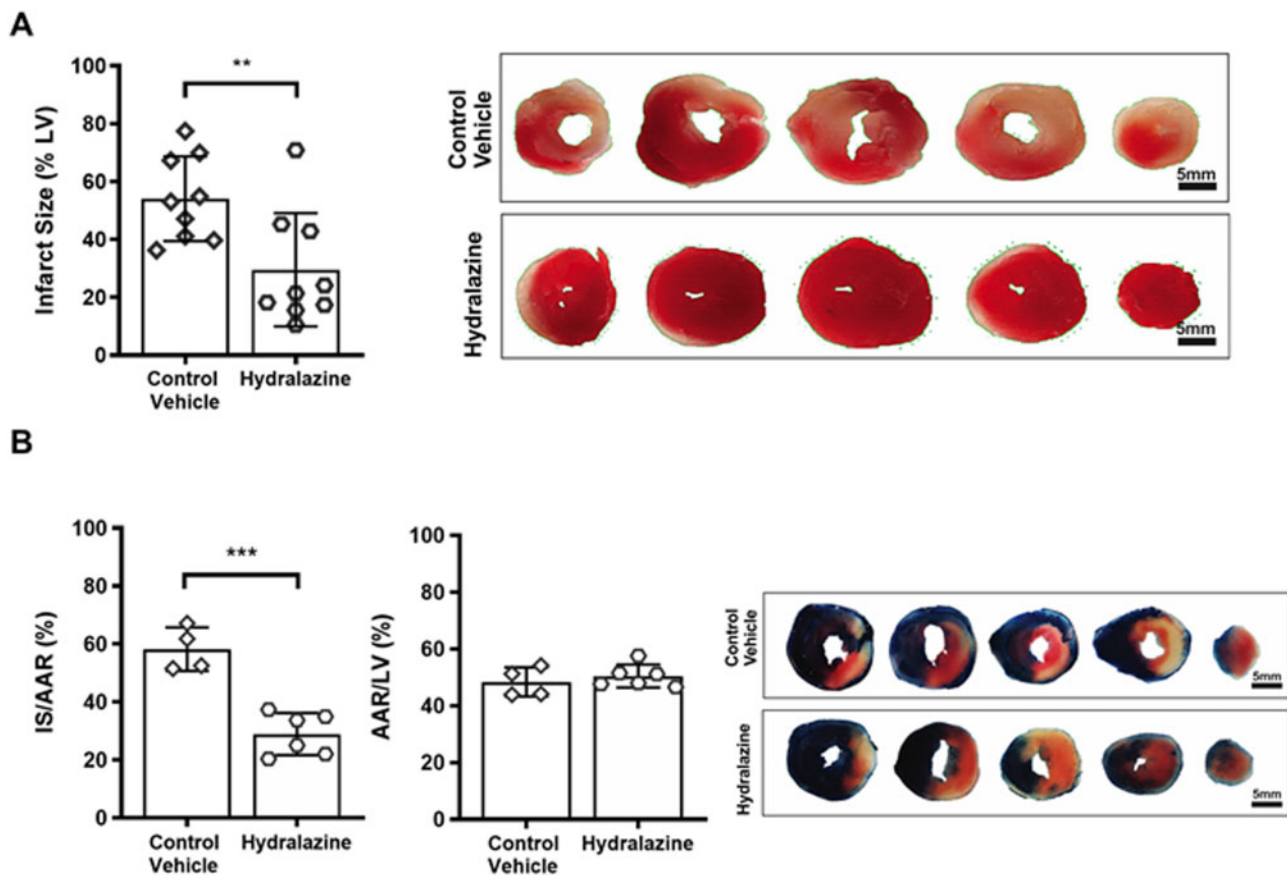 A
Infarct Size (% LV)
100
80
60
40
20
0
**
Control
Vehicle
Hydralazine
Control
Vehicle
5mm
Hydralazine
5mm
B
IS/AAR (%)
100
80
60
40
20
0
***
Control
Vehicle
Hydralazine
AAR/LV (%)
100
80
60
40
20
0
Control
Vehicle
Hydralazine
Control
Vehicle
5mm
Hydralazine
5mm